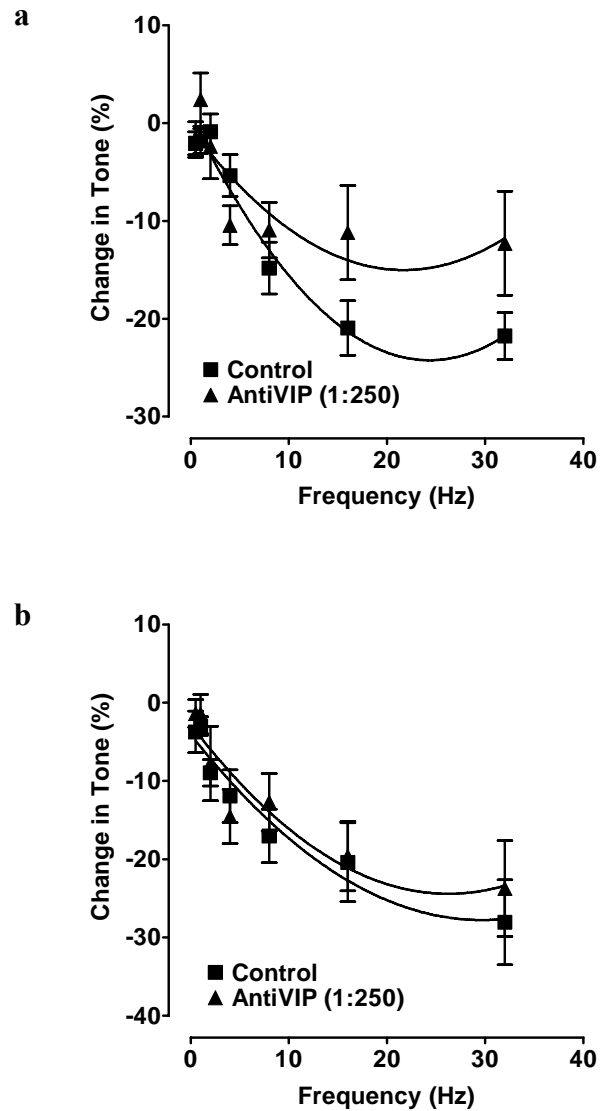 a
10
0
-10
-20
-30
Change in Tone (%)
Control
AntiVIP (1:250)
0 10 20 30 40
Frequency (Hz)
b
10
0
-10
-20
-30
-40
Change in Tone (%)
Control
AntiVIP (1:250)
0 10 20 30 40
Frequency (Hz)